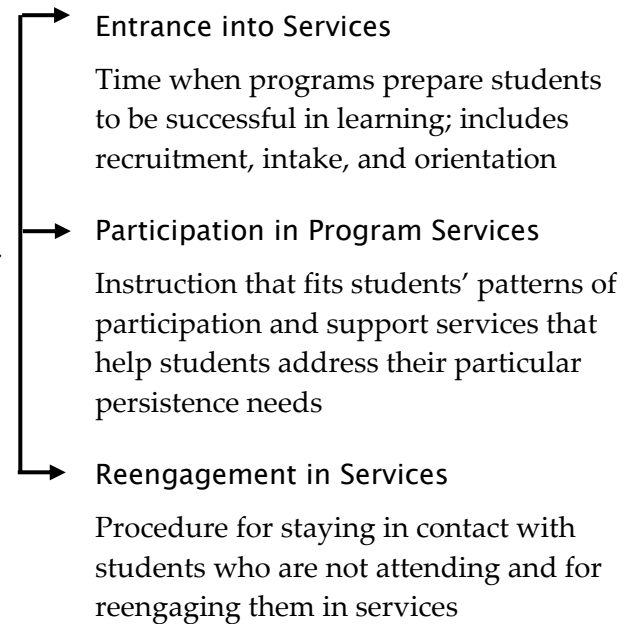 Entrance into Services
Time when programs prepare students
to be successful in learning; includes
recruitment, intake, and orientation
Participation in Program Services
Instruction that fits students’ patterns of
participation and support services that
help students address their particular
persistence needs
Reengagement in Services
Procedure for staying in contact with
students who are not attending and for
reengaging them in services